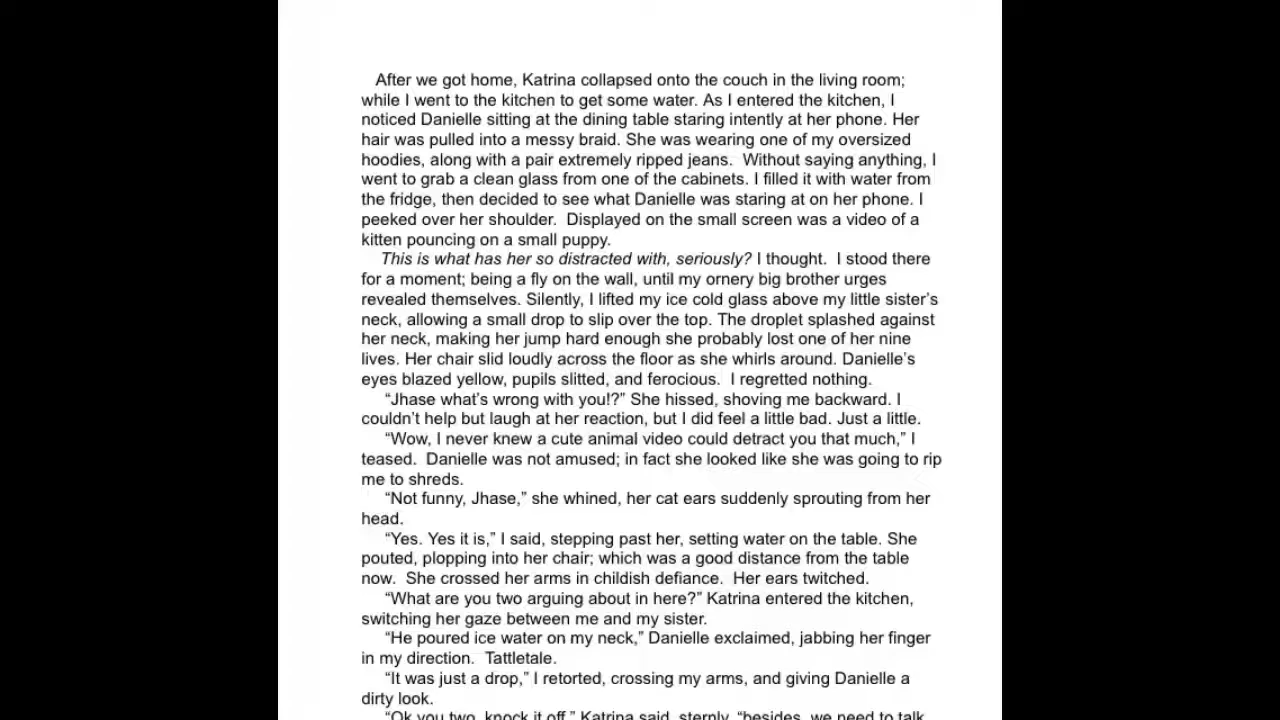 After we got home, Katrina collapsed onto the couch in the living room;
while I went to the kitchen to get some water. As I entered the kitchen, I
noticed Danielle sitting at the dining table staring intently at her phone. Her
hair was pulled into a messy braid. She was wearing one of my oversized
hoodies, along with a pair extremely ripped jeans.  Without saying anything, I
went to grab a clean glass from one of the cabinets. I filled it with water from
the fridge, then decided to see what Danielle was staring at on her phone. I
peeked over her shoulder.  Displayed on the small screen was a video of a
kitten pouncing on a small puppy.
This is what has her so distracted with, seriously? I thought.  I stood there
for a moment; being a fly on the wall, until my ornery big brother urges
revealed themselves. Silently, I lifted my ice cold glass above my little sister’s
neck, allowing a small drop to slip over the top. The droplet splashed against
her neck, making her jump hard enough she probably lost one of her nine
lives. Her chair slid loudly across the floor as she whirls around. Danielle’s
eyes blazed yellow, pupils slitted, and ferocious.  I regretted nothing.
“Jhase what’s wrong with you!?” She hissed, shoving me backward. I
couldn’t help but laugh at her reaction, but I did feel a little bad. Just a little.
“Wow, I never knew a cute animal video could detract you that much,” I
teased.  Danielle was not amused; in fact she looked like she was going to rip
me to shreds.
“Not funny, Jhase,” she whined, her cat ears suddenly sprouting from her
head.
“Yes. Yes it is,” I said, stepping past her, setting water on the table. She
pouted, plopping into her chair; which was a good distance from the table
now.  She crossed her arms in childish defiance.  Her ears twitched.
“What are you two arguing about in here?” Katrina entered the kitchen,
switching her gaze between me and my sister.
“He poured ice water on my neck,” Danielle exclaimed, jabbing her finger
in my direction.  Tattletale.
“It was just a drop,” I retorted, crossing my arms, and giving Danielle a
dirty look.
“Ok you two, knock it off,” Katrina said, sternly, “besides, we need to talk